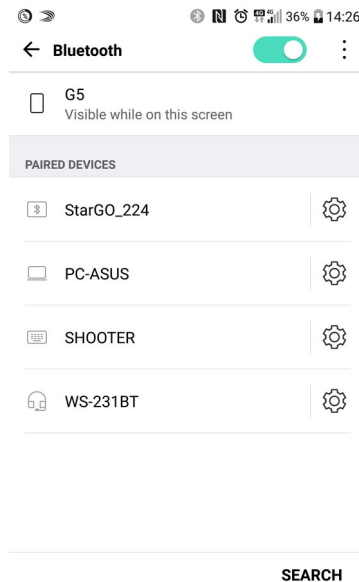 36% 14:26
Bluetooth
G5
Visible while on this screen
PAIRED DEVICES
StarGO_224
PC-ASUS
SHOOTER
WS-231BT
SEARCH